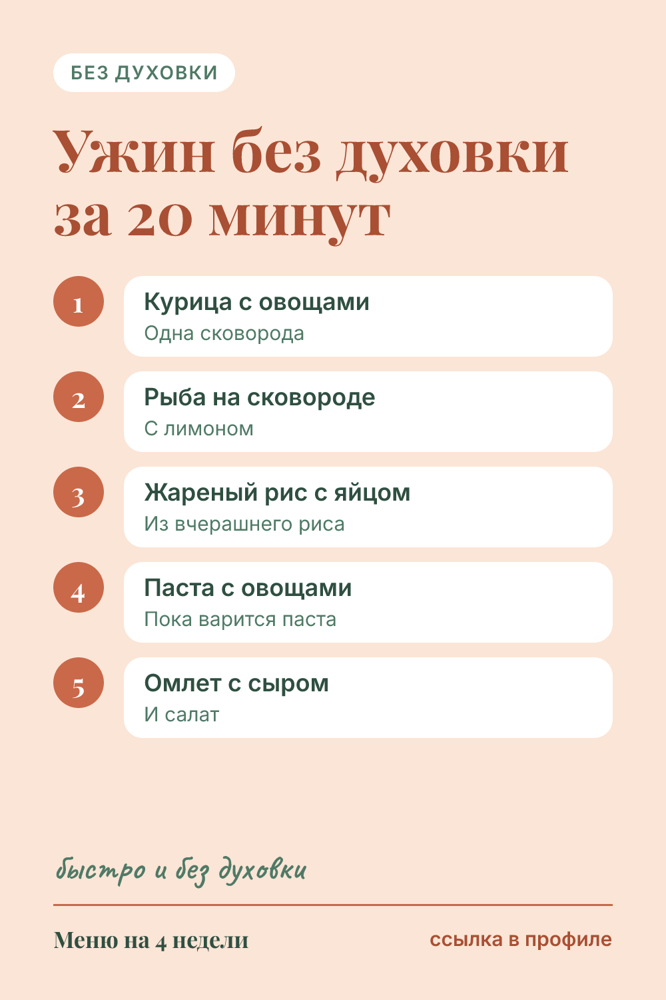 БЕЗ ДУХОВКИ
Ужин без духовки
за 20 минут
1
Курица с овощами
Одна сковорода
2
Рыба на сковороде
С лимоном
3
Жареный рис с яйцом
Из вчерашнего риса
4
Паста с овощами
Пока варится паста
5
Омлет с сыром
И салат
быстро и без духовки
Меню на 4 недели
ссылка в профиле